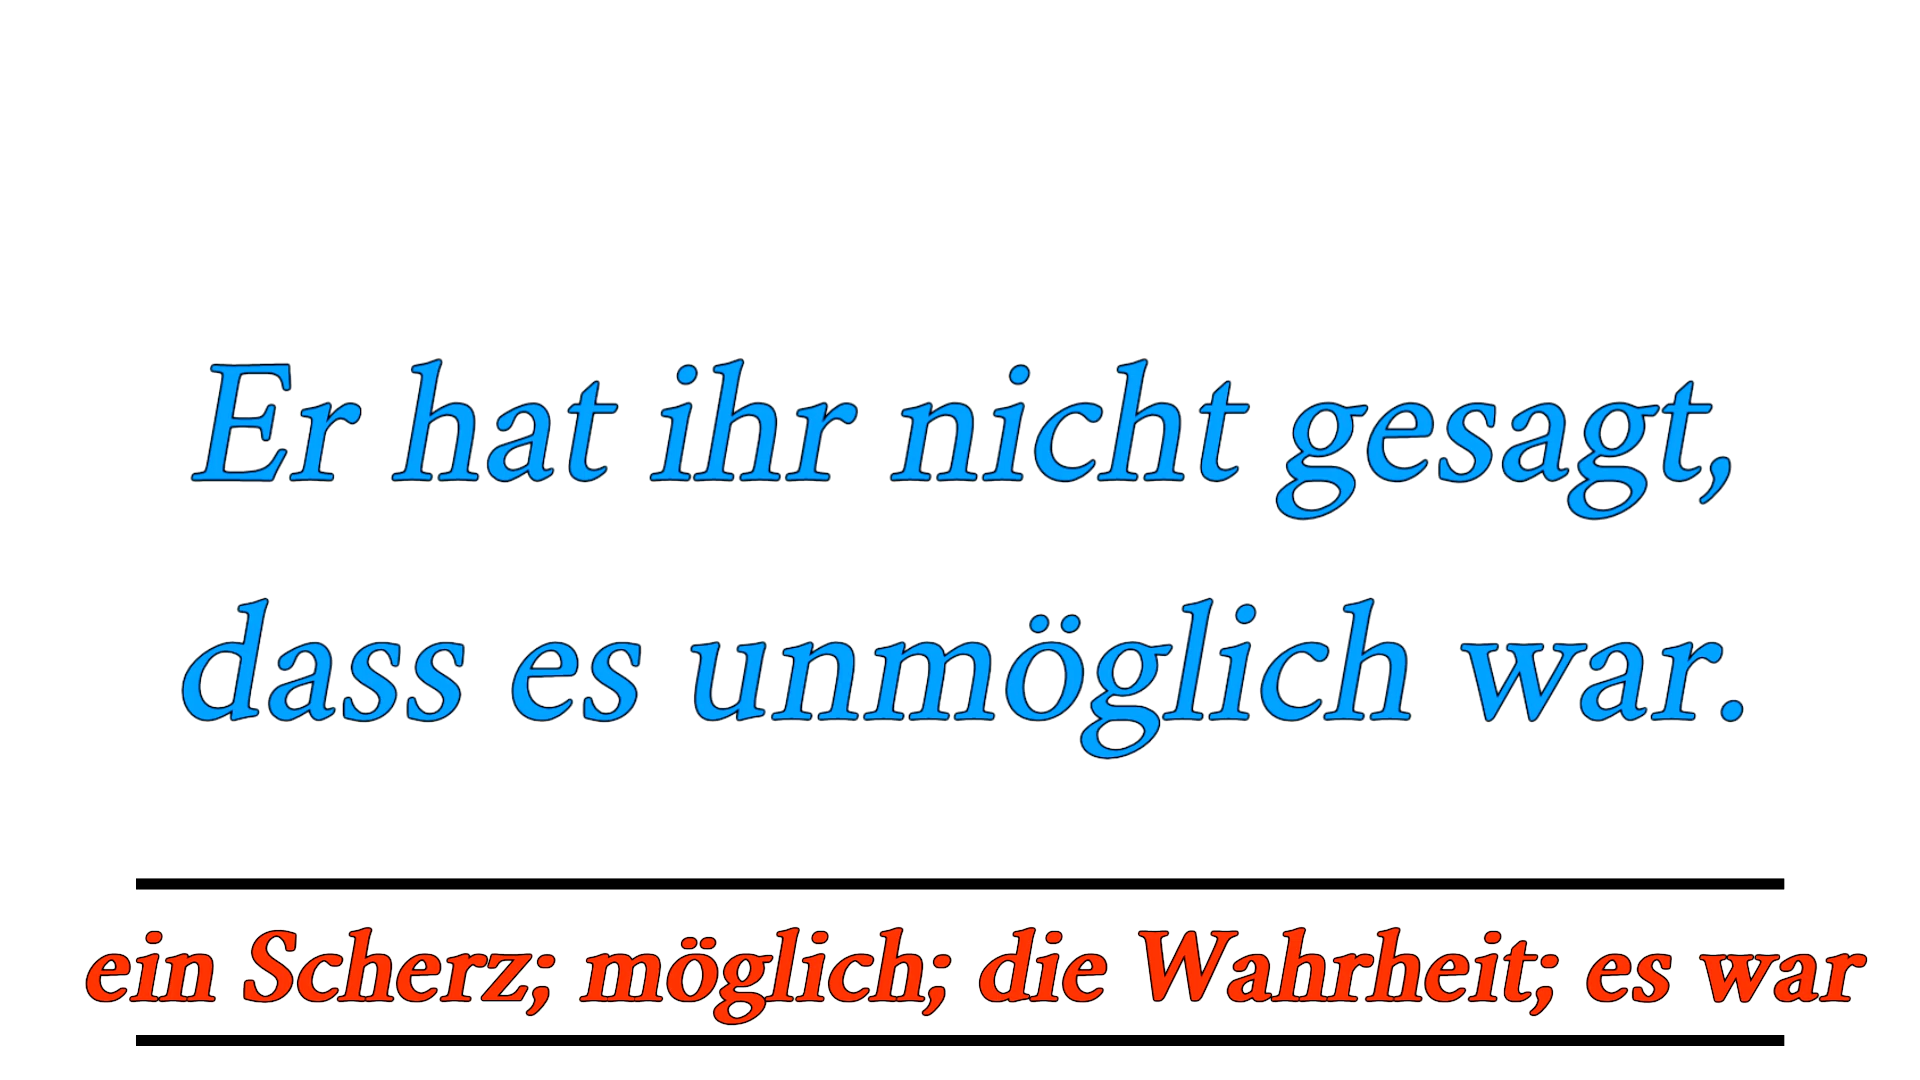 Er hat ihr nicht gesagt,
dass es unmöglich war.
ein Scherz; möglich; die Wahrheit; es war